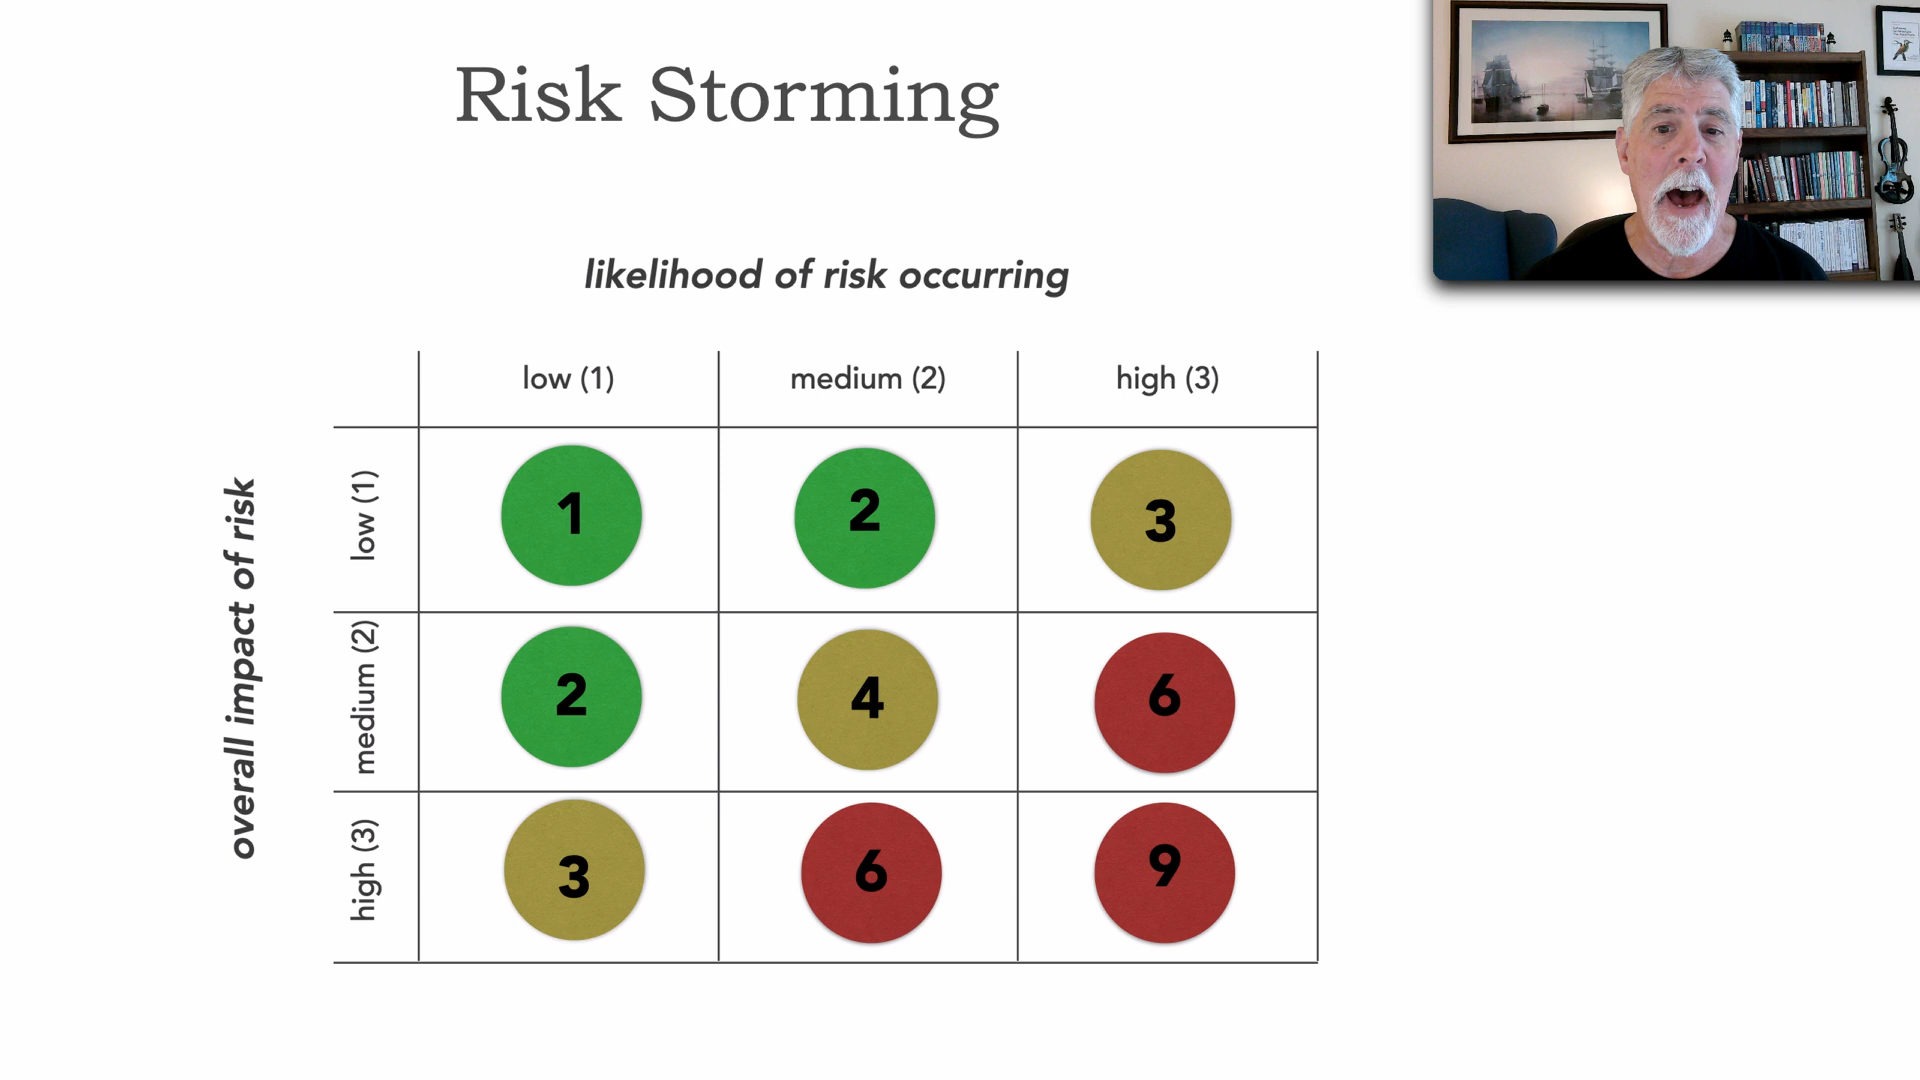 Risk Storming
likelihood of risk occurring
low (1)
medium (2)
high (3)
overall impact of risk
low (1)
1
2
3
medium (2)
2
4
6
high (3)
3
6
9